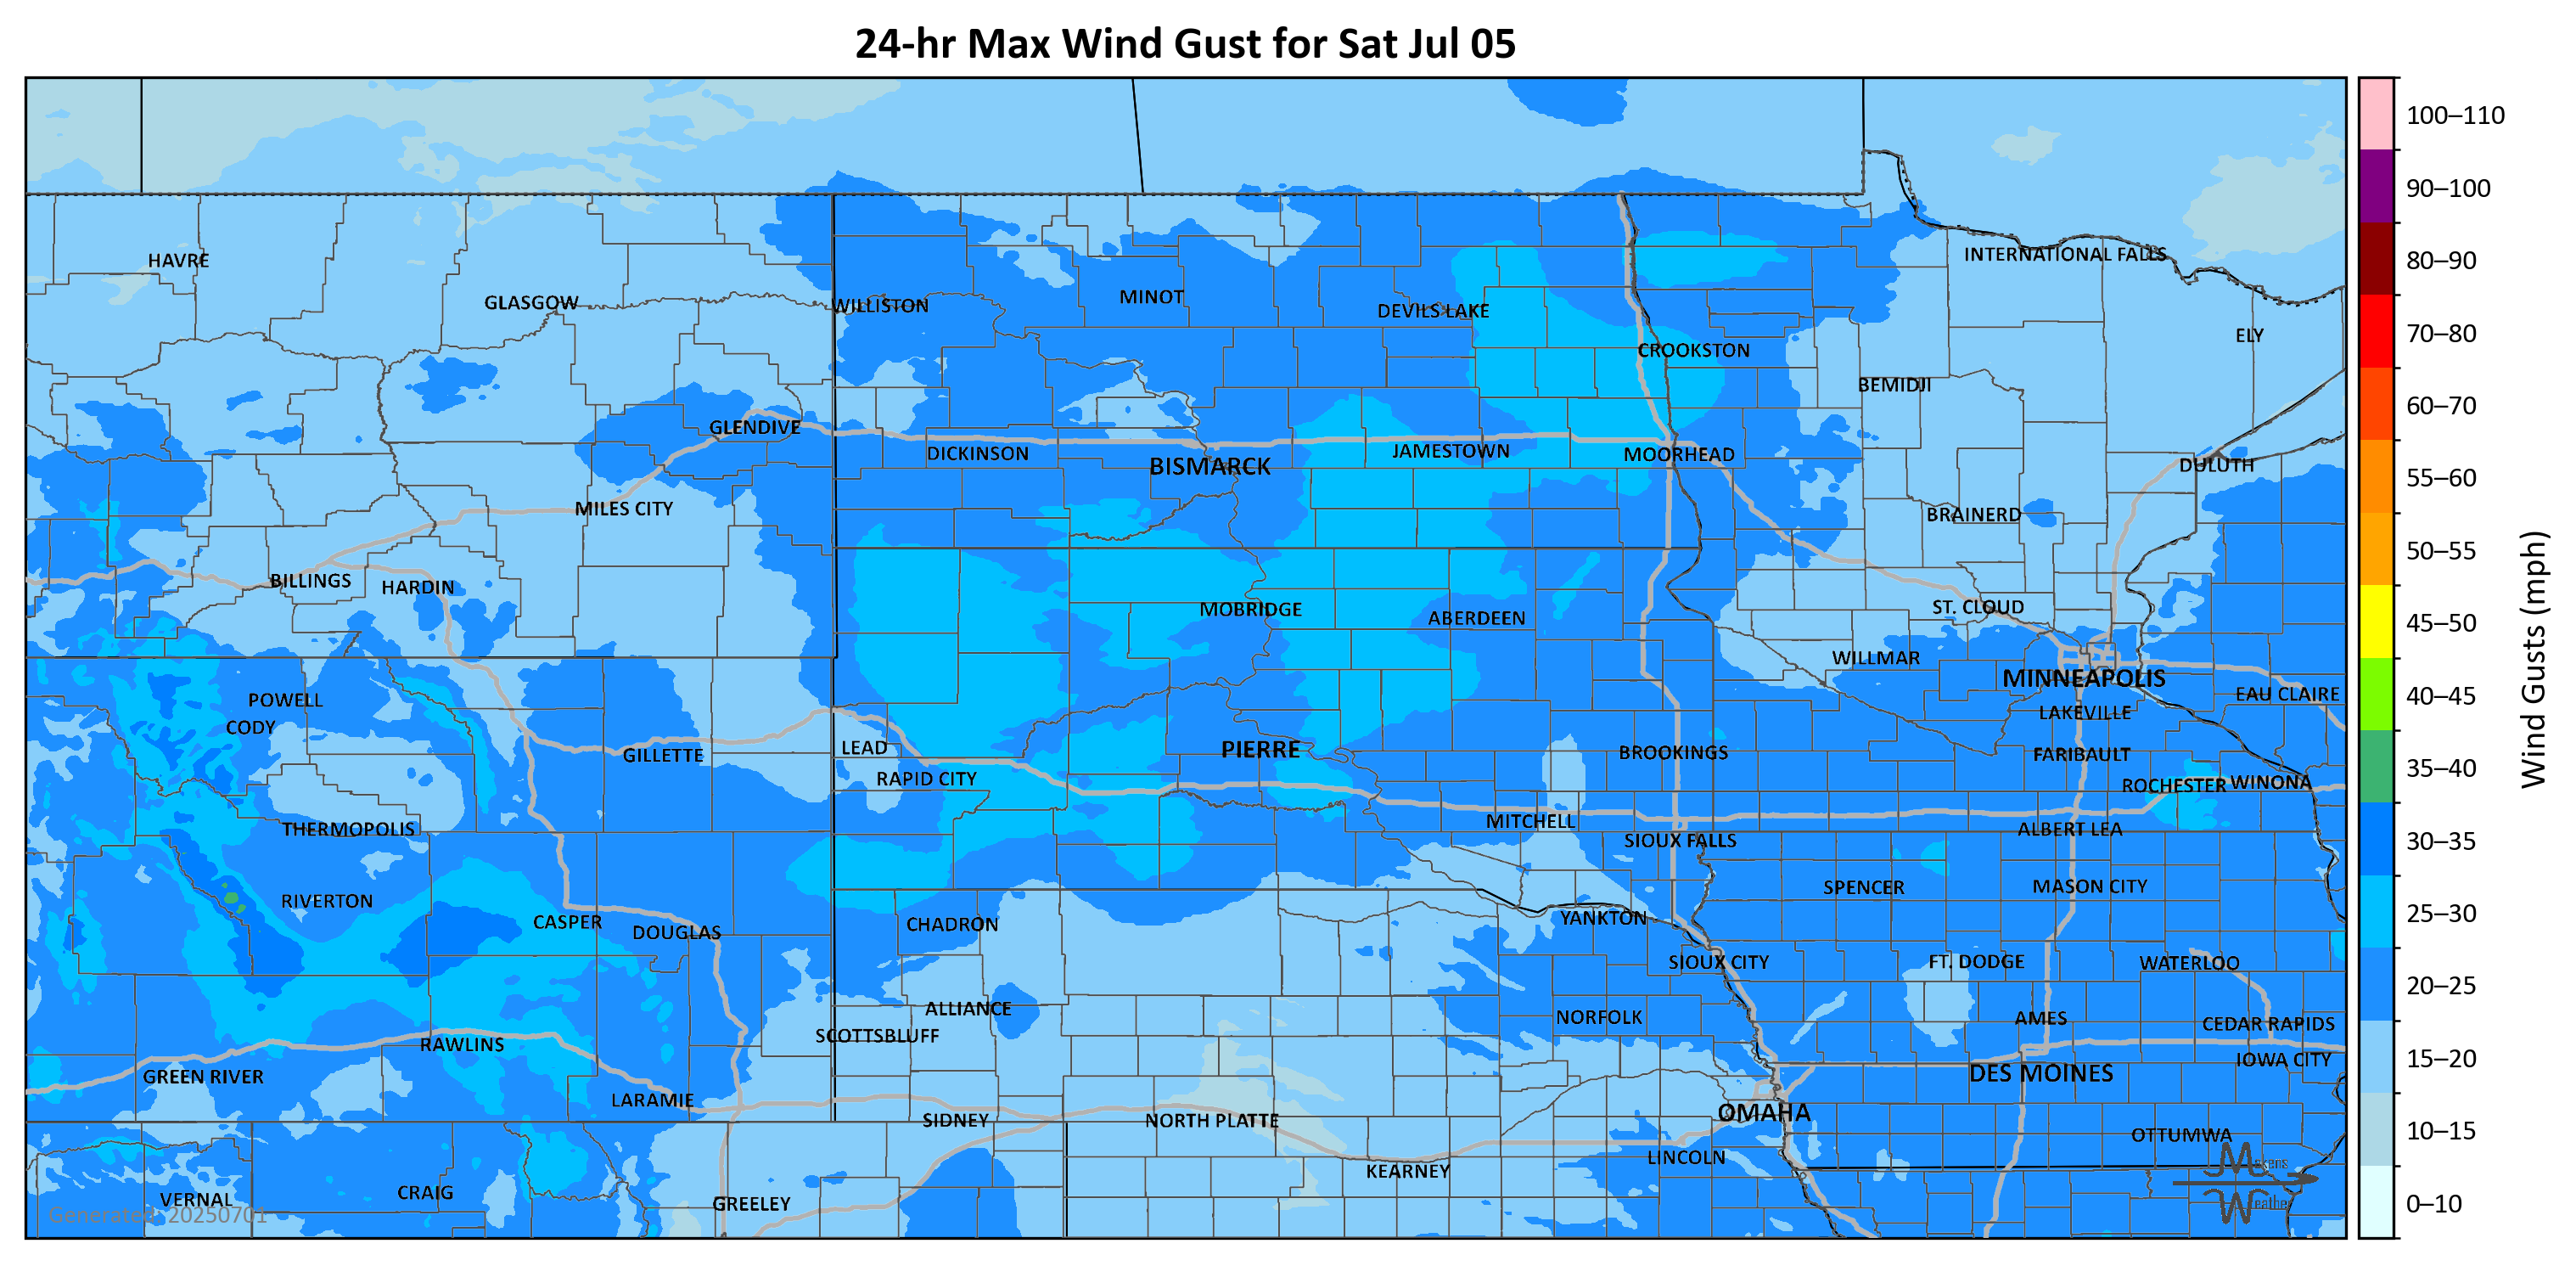 24-hr Max Wind Gust for Sat Jul 05
100–110
90–100
80–90
70–80
60–70
55–60
50–55
45–50
40–45
35–40
30–35
25–30
20–25
15–20
10–15
0–10
Wind Gusts (mph)
HAVRE
INTERNATIONAL FALLS
GLASGOW
WILLISTON
MINOT
DEVILS LAKE
ELY
CROOKSTON
BEMIDJI
GLENDIVE
DICKINSON
BISMARCK
JAMESTOWN
MOORHEAD
DULUTH
MILES CITY
BRAINERD
BILLINGS
HARDIN
MOBRIDGE
ABERDEEN
ST. CLOUD
WILLMAR
MINNEAPOLIS
EAU CLAIRE
POWELL
CODY
LAKEVILLE
GILLETTE
LEAD
PIERRE
BROOKINGS
FARIBAULT
RAPID CITY
ROCHESTER
WINONA
THERMOPOLIS
MITCHELL
SIOUX FALLS
ALBERT LEA
RIVERTON
SPENCER
MASON CITY
CASPER
DOUGLAS
CHADRON
YANKTON
SIOUX CITY
FT. DODGE
WATERLOO
ALLIANCE
SCOTTSBLUFF
NORFOLK
AMES
CEDAR RAPIDS
RAWLINS
IOWA CITY
GREEN RIVER
DES MOINES
LARAMIE
SIDNEY
NORTH PLATTE
OMAHA
OTTUMWA
KEARNEY
LINCOLN
VERNAL
CRAIG
GREELEY
Generated: 20250701
Makens
Weather